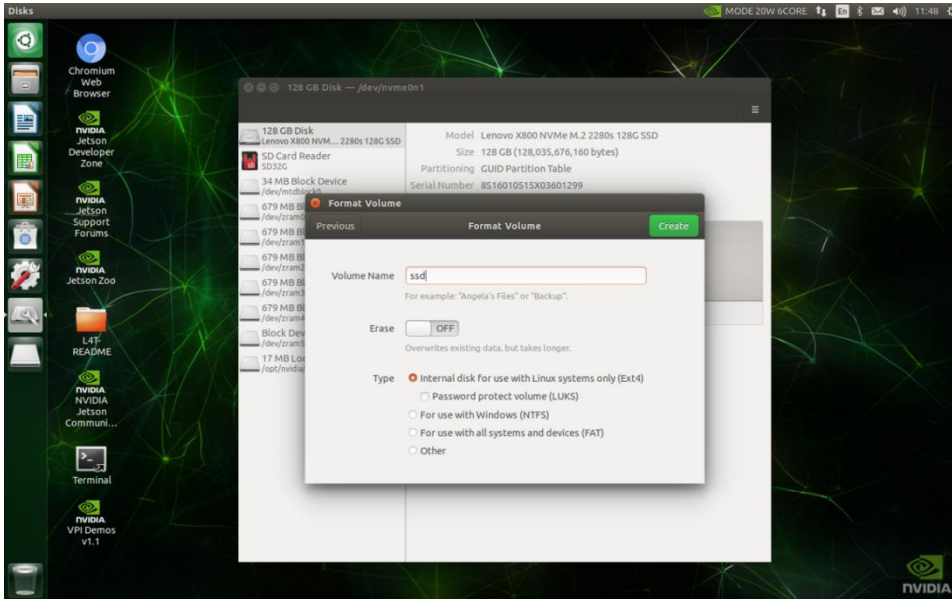 Disks
MODE 20W 6CORE
En
11:48
Chromium
Web
Browser
NVIDIA
Jetson
Developer
Zone
NVIDIA
Jetson
Support
Forums
NVIDIA
Jetson Zoo
L4T-
README
NVIDIA
NVIDIA
Jetson
Communi...
Terminal
NVIDIA
VPI Demos
v1.1
128 GB Disk — /dev/nvme0n1
128 GB Disk
Lenovo X800 NVM... 2280s 128G SSD
SD Card Reader
SD32G
34 MB Block Device
/dev/mtdblock0
679 MB Bl
/dev/zram0
679 MB Bl
/dev/zram1
679 MB Bl
/dev/zram2
679 MB Bl
/dev/zram3
679 MB Bl
/dev/zram4
Block Dev
/dev/zram5
17 MB Loo
/opt/nvidia/
Model Lenovo X800 NVMe M.2 2280s 128G SSD
Size 128 GB (128,035,676,160 bytes)
Partitioning GUID Partition Table
Serial Number 8S16010515X03601299
Format Volume
Previous
Format Volume
Create
Volume Name ssd
For example: "Angela's Files" or "Backup".
Erase OFF
Overwrites existing data, but takes longer.
Type Internal disk for use with Linux systems only (Ext4)
Password protect volume (LUKS)
For use with Windows (NTFS)
For use with all systems and devices (FAT)
Other
NVIDIA